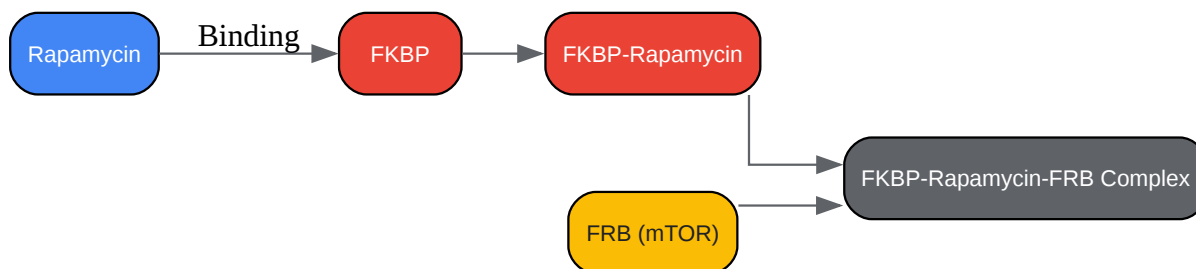 Rapamycin
Binding
FKBP
FKBP-Rapamycin
FKBP-Rapamycin-FRB Complex
FRB (mTOR)